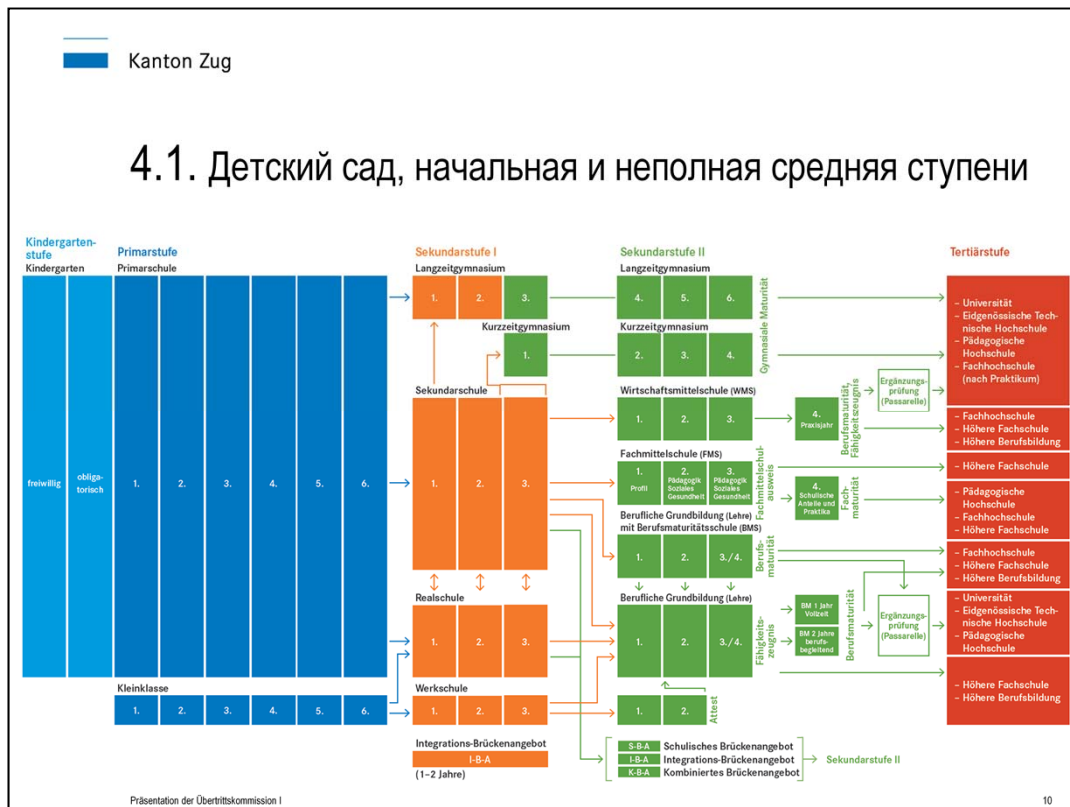 Kanton Zug
4.1. Детский сад, начальная и неполная средняя ступени
Kindergarten-
stufe
Kindergarten
freiwillig
obliga-
torisch
Primarstufe
Primarschule
1.
2.
3.
4.
5.
6.
Kleinklasse
1.
2.
3.
4.
5.
6.
Sekundarstufe I
Langzeitgymnasium
1.
2.
3.
Kurzzeitgymnasium
1.
Sekundarschule
1.
2.
3.
Realschule
1.
2.
3.
Werkschule
1.
2.
3.
Integrations-Brückenangebot
I-B-A
(1–2 Jahre)
Sekundarstufe II
Langzeitgymnasium
4.
5.
6.
Kurzzeitgymnasium
2.
3.
4.
Gymnasiale Maturität
Wirtschaftsmittelschule (WMS)
1.
2.
3.
4.
Praxisjahr
Berufsmaturität,
Fähigkeitszeugnis
Ergänzungs-
prüfung
(Passarelle)
Fachmittelschule (FMS)
1.
Profil
2.
Pädagogik
Soziales
Gesundheit
3.
Pädagogik
Soziales
Gesundheit
Fachmittelschul-
ausweis
4.
Schulische
Anteile und
Praktika
Fach-
maturität
Berufliche Grundbildung (Lehre)
mit Berufsmaturitätsschule (BMS)
1.
2.
3./4.
Berufs-
maturität
Berufliche Grundbildung (Lehre)
1.
2.
3./4.
Fähigkeits-
zeugnis
BM 1 Jahr
Vollzeit
BM 2 Jahre
berufs-
begleitend
Berufsmaturität
Ergänzungs-
prüfung
(Passarelle)
1.
2.
Attest
S-B-A Schulisches Brückenangebot
I-B-A Integrations-Brückenangebot
K-B-A Kombiniertes Brückenangebot
Sekundarstufe II
Tertiärstufe
– Universität
– Eidgenössische Tech-
nische Hochschule
– Pädagogische
Hochschule
– Fachhochschule
(nach Praktikum)
– Fachhochschule
– Höhere Fachschule
– Höhere Berufsbildung
– Höhere Fachschule
– Pädagogische
Hochschule
– Fachhochschule
– Höhere Fachschule
– Fachhochschule
– Höhere Fachschule
– Höhere Berufsbildung
– Universität
– Eidgenössische Tech-
nische Hochschule
– Pädagogische
Hochschule
– Höhere Fachschule
– Höhere Berufsbildung
Präsentation der Übertrittskommission I
10